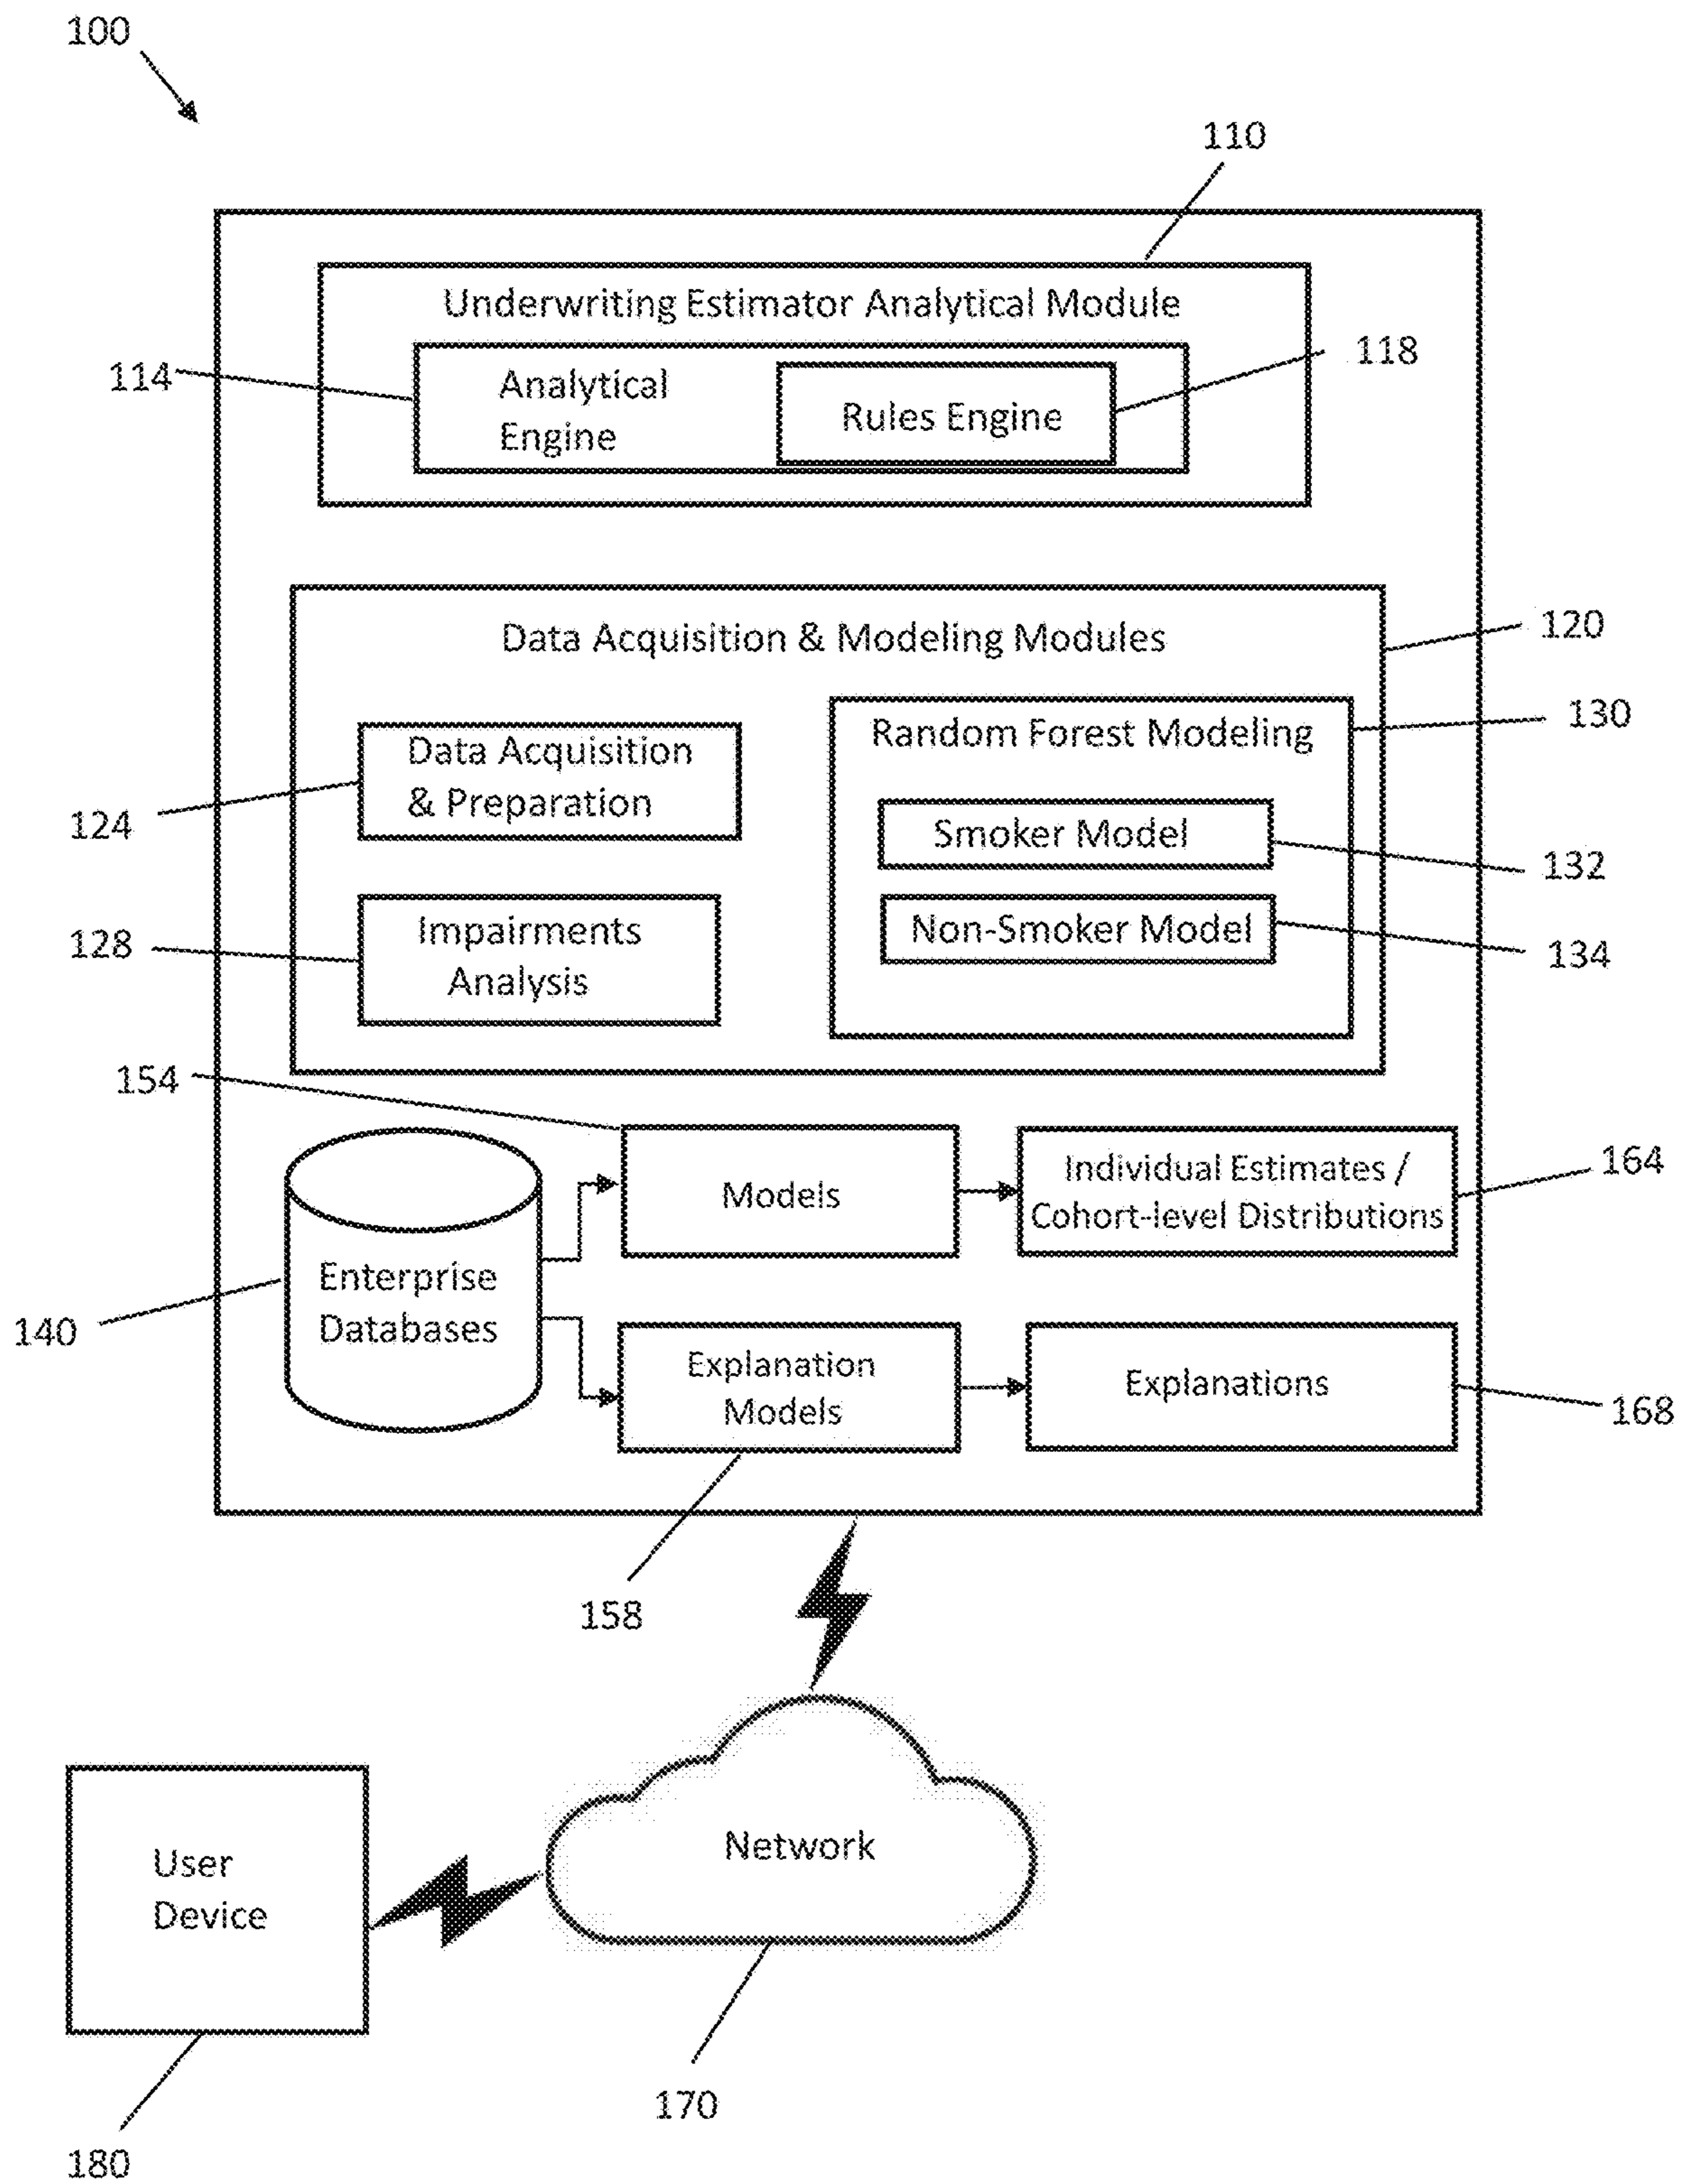 100
110
Underwriting Estimator Analytical Module
114
Analytical
Engine
Rules Engine
118
Data Acquisition & Modeling Modules
120
Data Acquisition
& Preparation
124
Random Forest Modeling
130
Smoker Model
132
Impairments
Analysis
128
Non-Smoker Model
134
154
Models
Individual Estimates /
Cohort-level Distributions
164
Enterprise
Databases
140
Explanation
Models
Explanations
168
158
User
Device
Network
170
180